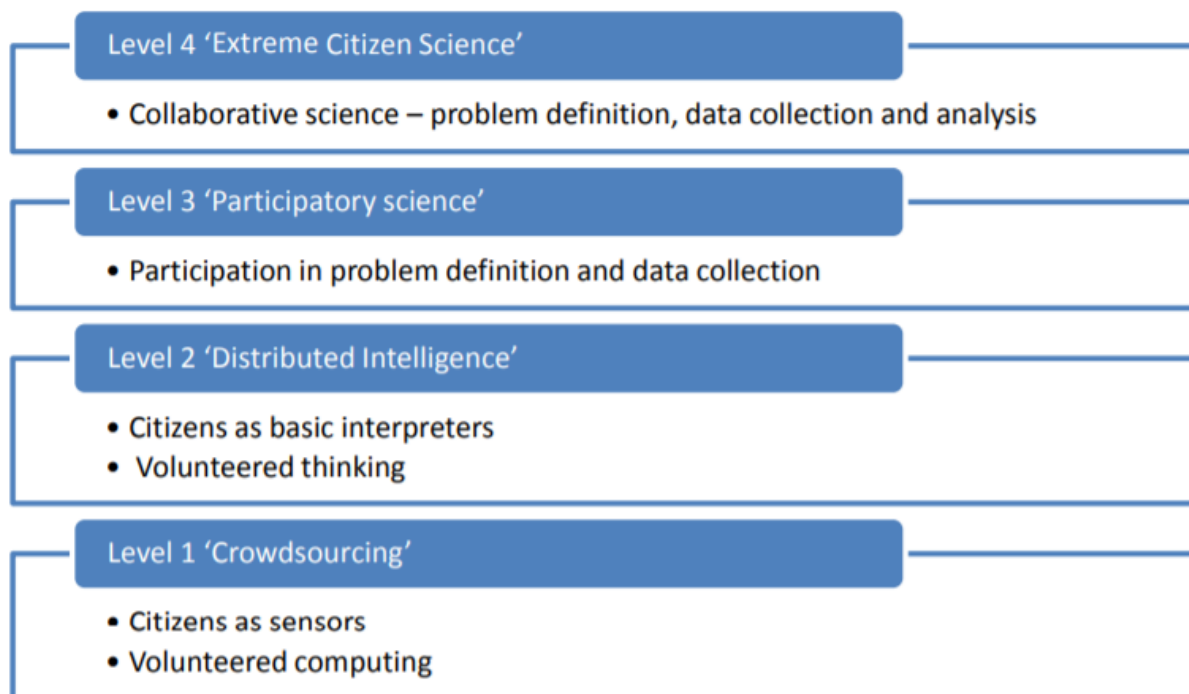 Level 4 ‘Extreme Citizen Science’
• Collaborative science – problem definition, data collection and analysis
Level 3 ‘Participatory science’
• Participation in problem definition and data collection
Level 2 ‘Distributed Intelligence’
• Citizens as basic interpreters
• Volunteered thinking
Level 1 ‘Crowdsourcing’
• Citizens as sensors
• Volunteered computing